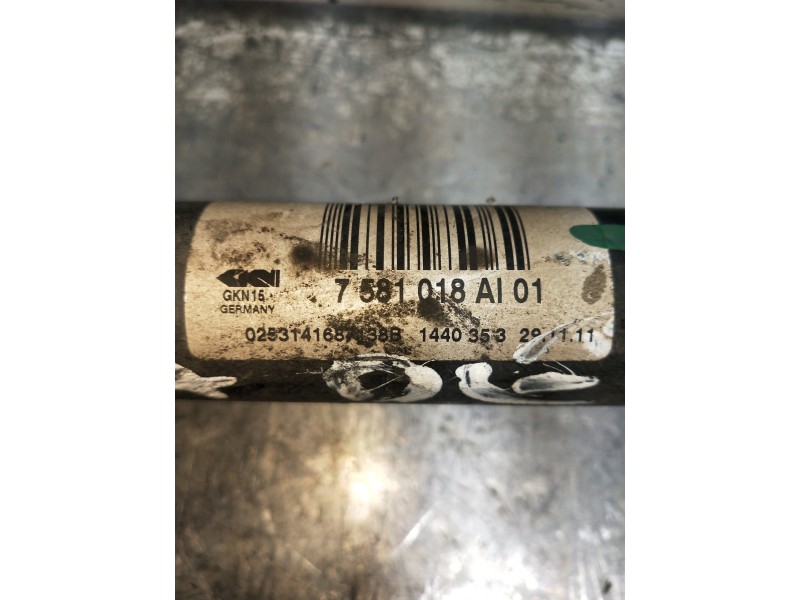 GKN
7 581 018 AI 01
GKN15
GERMANY
1440 35 3